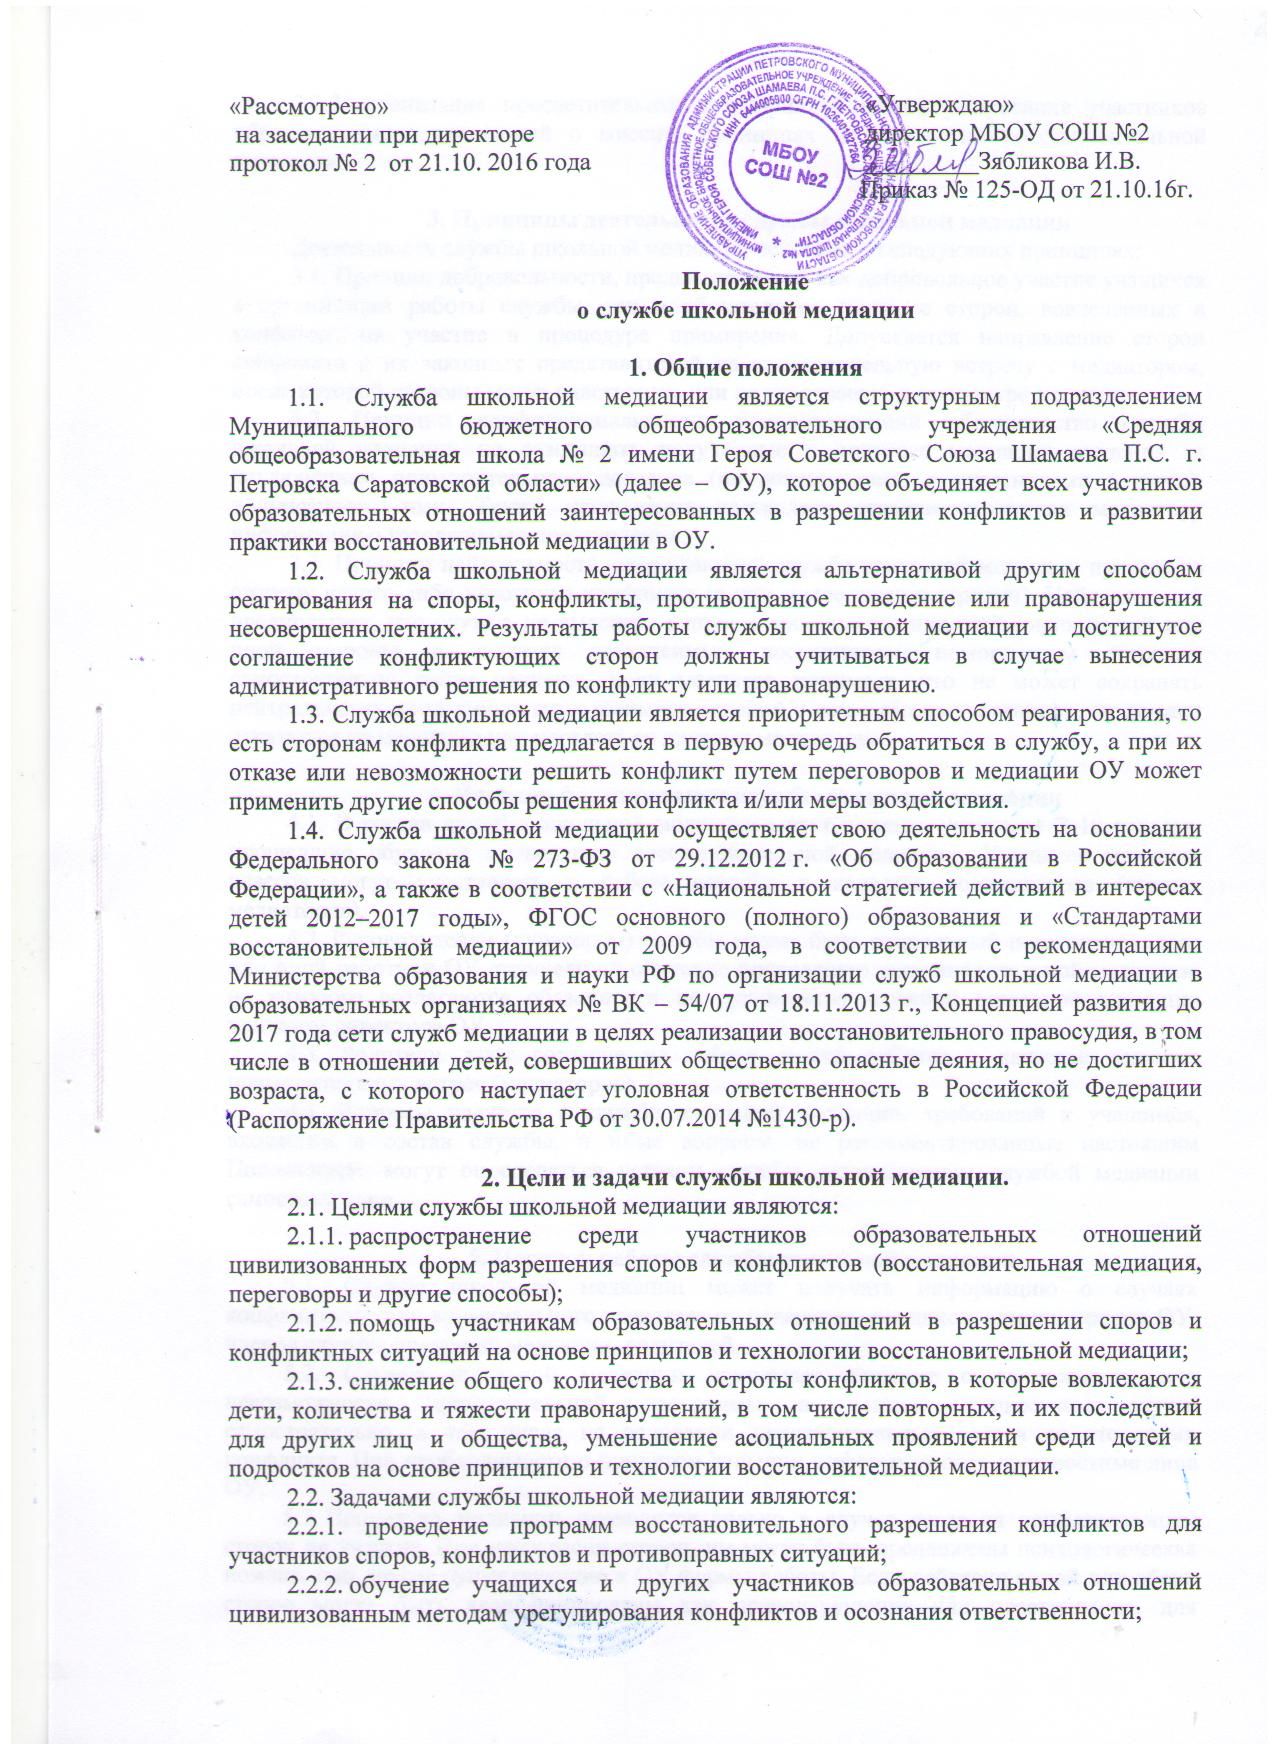 «Рассмотрено»
на заседании при директоре
протокол № 2 от 21.10. 2016 года
«Утверждаю»
директор МБОУ СОШ №2
Зябликова И.В.
Приказ № 125-ОД от 21.10.16г.
МБОУ
СОШ №2
Положение
о службе школьной медиации
1. Общие положения
1.1. Служба школьной медиации является структурным подразделением
Муниципального бюджетного общеобразовательного учреждения «Средняя
общеобразовательная школа № 2 имени Героя Советского Союза Шамаева П.С. г.
Петровска Саратовской области» (далее – ОУ), которое объединяет всех участников
образовательных отношений заинтересованных в разрешении конфликтов и развитии
практики восстановительной медиации в ОУ.
1.2. Служба школьной медиации является альтернативой другим способам
реагирования на споры, конфликты, противоправное поведение или правонарушения
несовершеннолетних. Результаты работы службы школьной медиации и достигнутое
соглашение конфликтующих сторон должны учитываться в случае вынесения
административного решения по конфликту или правонарушению.
1.3. Служба школьной медиации является приоритетным способом реагирования, то
есть сторонам конфликта предлагается в первую очередь обратиться в службу, а при их
отказе или невозможности решить конфликт путем переговоров и медиации ОУ может
применить другие способы решения конфликта и/или меры воздействия.
1.4. Служба школьной медиации осуществляет свою деятельность на основании
Федерального закона № 273-ФЗ от 29.12.2012 г. «Об образовании в Российской
Федерации», а также в соответствии с «Национальной стратегией действий в интересах
детей 2012–2017 годы», ФГОС основного (полного) образования и «Стандартами
восстановительной медиации» от 2009 года, в соответствии с рекомендациями
Министерства образования и науки РФ по организации служб школьной медиации в
образовательных организациях № ВК – 54/07 от 18.11.2013 г., Концепцией развития до
2017 года сети служб медиации в целях реализации восстановительного правосудия, в том
числе в отношении детей, совершивших общественно опасные деяния, но не достигших
возраста, с которого наступает уголовная ответственность в Российской Федерации
(Распоряжение Правительства РФ от 30.07.2014 №1430-р).
2. Цели и задачи службы школьной медиации.
2.1. Целями службы школьной медиации являются:
2.1.1. распространение среди участников образовательных отношений
цивилизованных форм разрешения споров и конфликтов (восстановительная медиация,
переговоры и другие способы);
2.1.2. помощь участникам образовательных отношений в разрешении споров и
конфликтных ситуаций на основе принципов и технологии восстановительной медиации;
2.1.3. снижение общего количества и остроты конфликтов, в которые вовлекаются
дети, количества и тяжести правонарушений, в том числе повторных, и их последствий
для других лиц и общества, уменьшение асоциальных проявлений среди детей и
подростков на основе принципов и технологии восстановительной медиации.
2.2. Задачами службы школьной медиации являются:
2.2.1. проведение программ восстановительного разрешения конфликтов для
участников споров, конфликтов и противоправных ситуаций;
2.2.2. обучение учащихся и других участников образовательных отношений
цивилизованным методам урегулирования конфликтов и осознания ответственности;